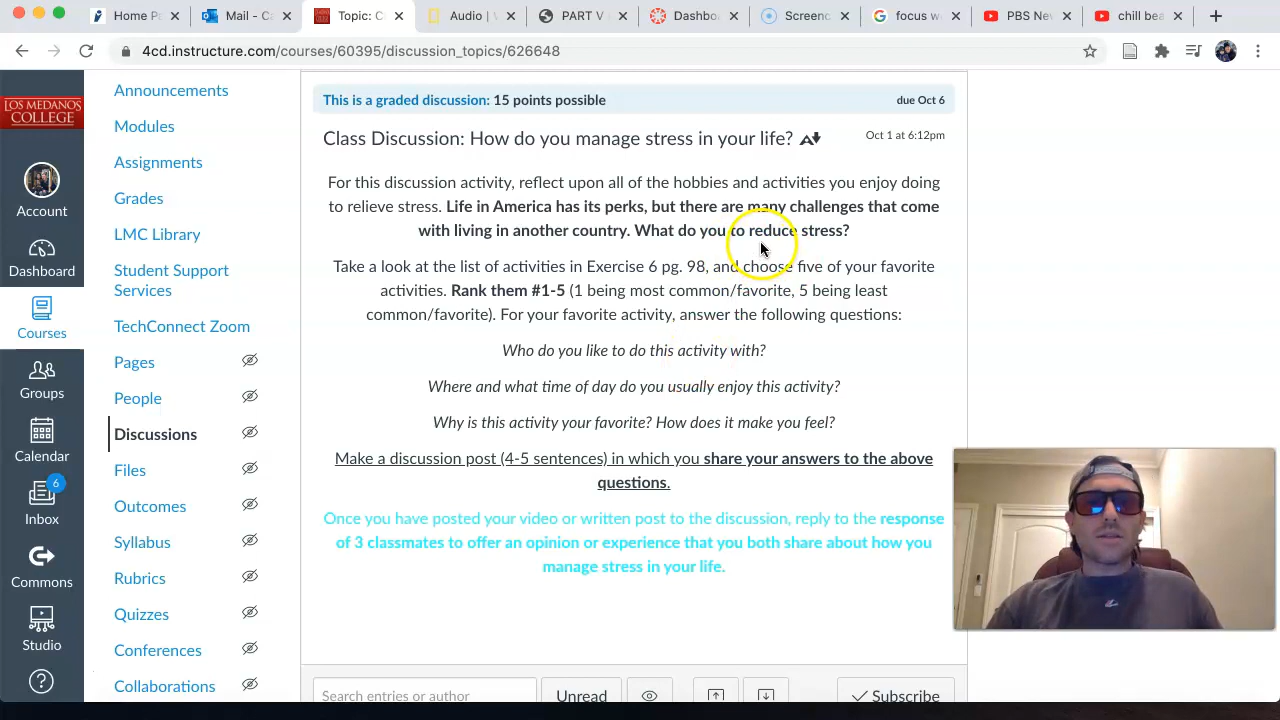 Home P
Mail - Ca
Topic: C
Audio | V
PART V
Dashbo
Screenc
focus w
PBS Nev
chill bea
4cd.instructure.com/courses/60395/discussion_topics/626648
LOS MEDANOS
COLLEGE
Account
Dashboard
Courses
Groups
Calendar
6
Inbox
Commons
Studio
Announcements
Modules
Assignments
Grades
LMC Library
Student Support
Services
TechConnect Zoom
Pages
People
Discussions
Files
Outcomes
Syllabus
Rubrics
Quizzes
Conferences
Collaborations
This is a graded discussion: 15 points possible
due Oct 6
Class Discussion: How do you manage stress in your life?
Oct 1 at 6:12pm
For this discussion activity, reflect upon all of the hobbies and activities you enjoy doing
to relieve stress. Life in America has its perks, but there are many challenges that come
with living in another country. What do you to reduce stress?
Take a look at the list of activities in Exercise 6 pg. 98, and choose five of your favorite
activities. Rank them #1-5 (1 being most common/favorite, 5 being least
common/favorite). For your favorite activity, answer the following questions:
Who do you like to do this activity with?
Where and what time of day do you usually enjoy this activity?
Why is this activity your favorite? How does it make you feel?
Make a discussion post (4-5 sentences) in which you share your answers to the above
questions.
Once you have posted your video or written post to the discussion, reply to the response
of 3 classmates to offer an opinion or experience that you both share about how you
manage stress in your life.
Search entries or author
Unread
Subscribe